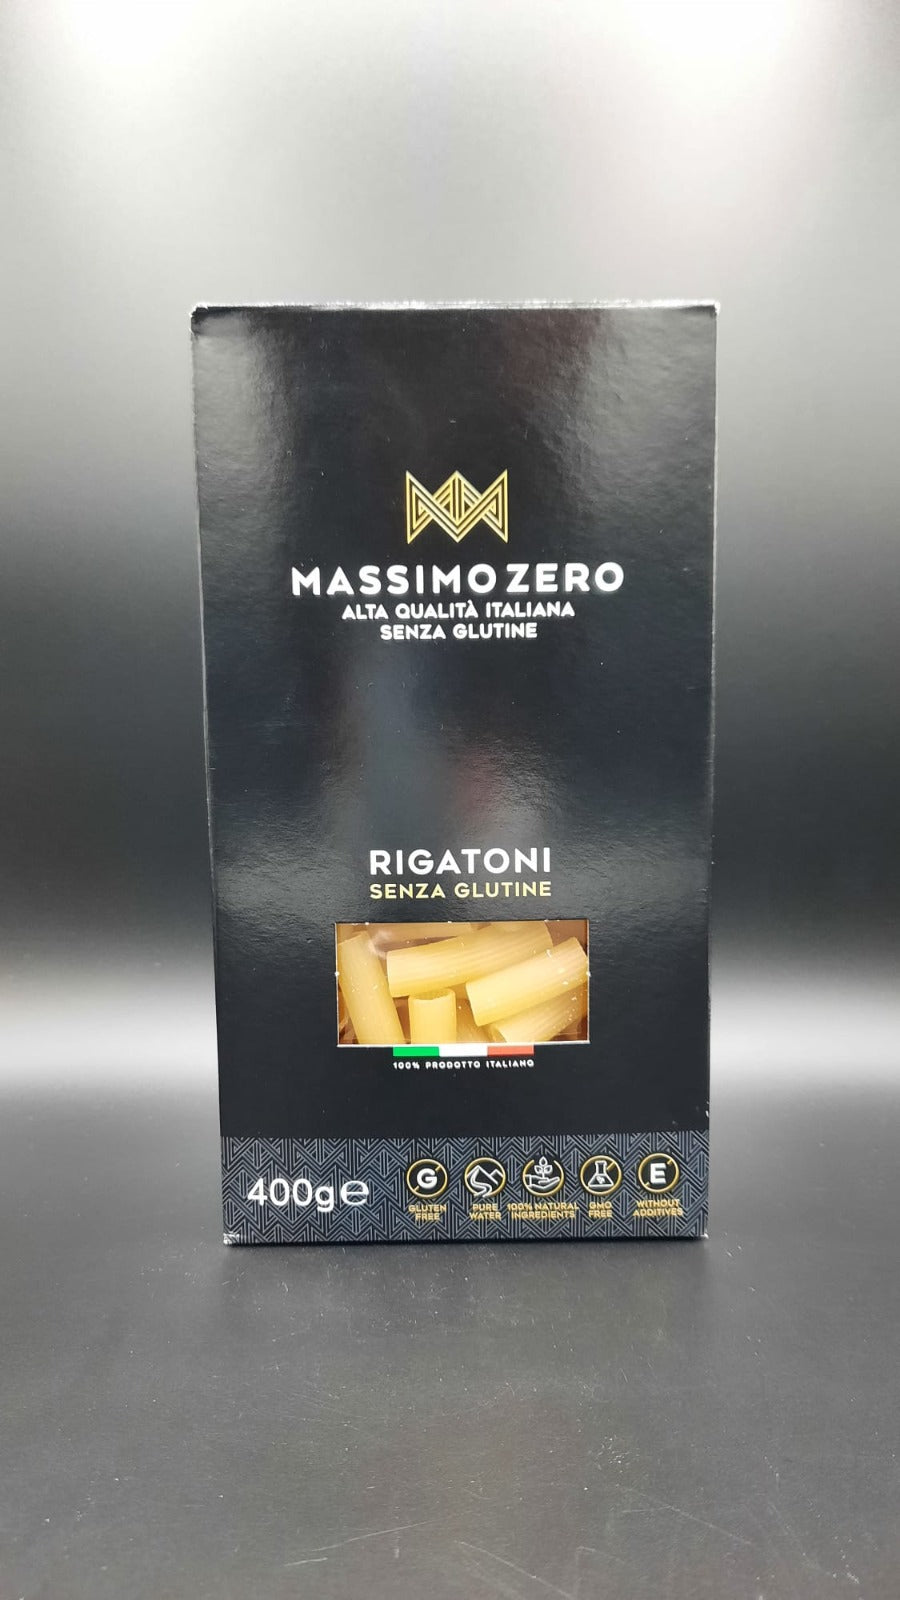 MASSIMO ZERO
ALTA QUALITÀ ITALIANA
SENZA GLUTINE
RIGATONI
SENZA GLUTINE
100% PRODOTTO ITALIANO
400g℮
G
GLUTEN
FREE
PURE
WATER
100% NATURAL
INGREDIENTS
GMO
FREE
E
WITHOUT
ADDITIVES